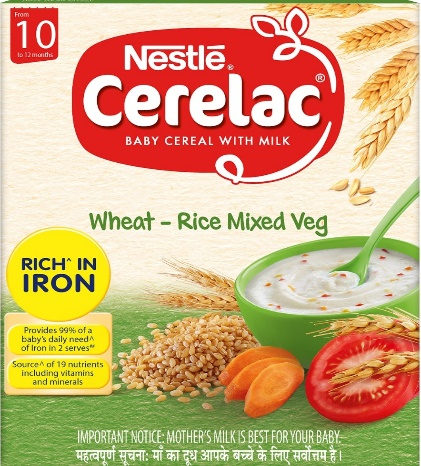 From
10
to 12 months
Nestlé®
Cerelac®
BABY CEREAL WITH MILK
Wheat - Rice Mixed Veg
RICH^ IN
IRON
Provides 99% of a
baby's daily need^
of Iron in 2 serves
Source^ of 19 nutrients
including vitamins
and minerals
IMPORTANT NOTICE: MOTHER'S MILK IS BEST FOR YOUR BABY.
महत्वपूर्ण सूचना: माँ का दूध आपके बच्चे के लिए सर्वोत्तम है।